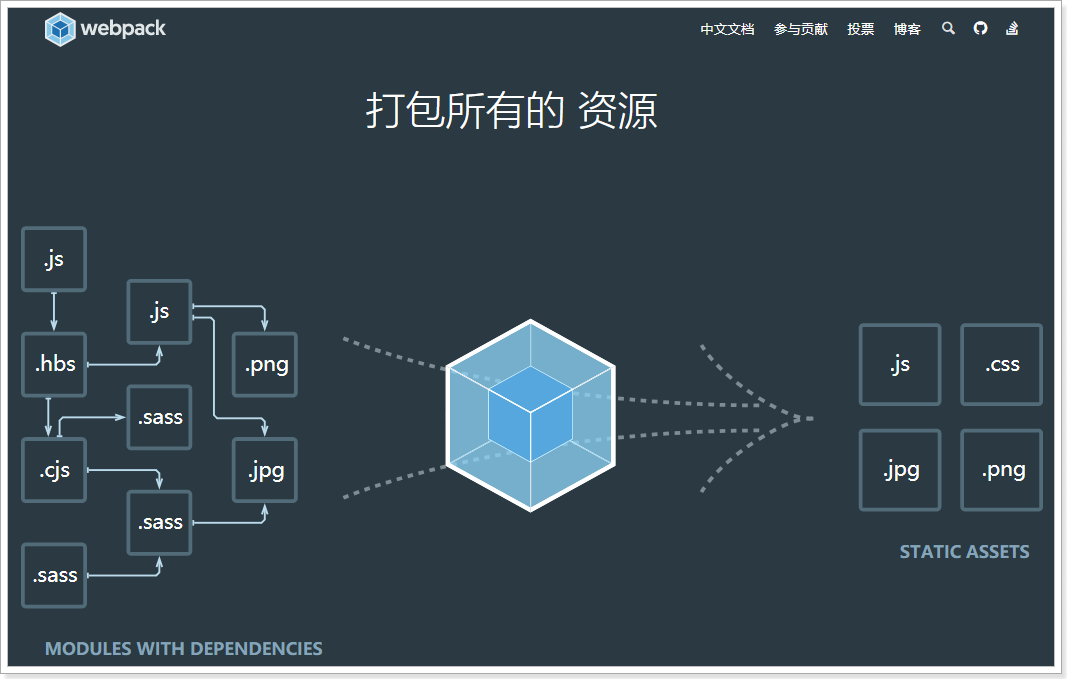 webpack
中文文档 参与贡献 投票 博客
打包所有的 资源
.js
.js
.hbs
.png
.sass
.cjs
.jpg
.sass
.sass
MODULES WITH DEPENDENCIES
.js .css
.jpg .png
STATIC ASSETS